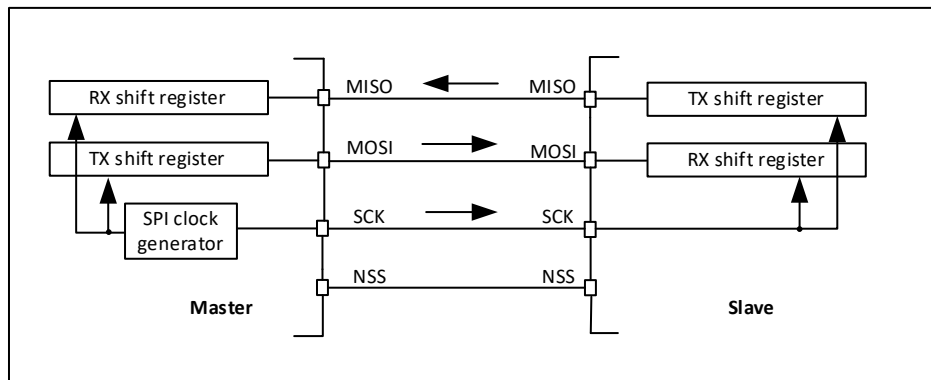 RX shift register
MISO
MISO
TX shift register
TX shift register
MOSI
MOSI
RX shift register
SPI clock
generator
SCK
SCK
NSS
NSS
Master
Slave